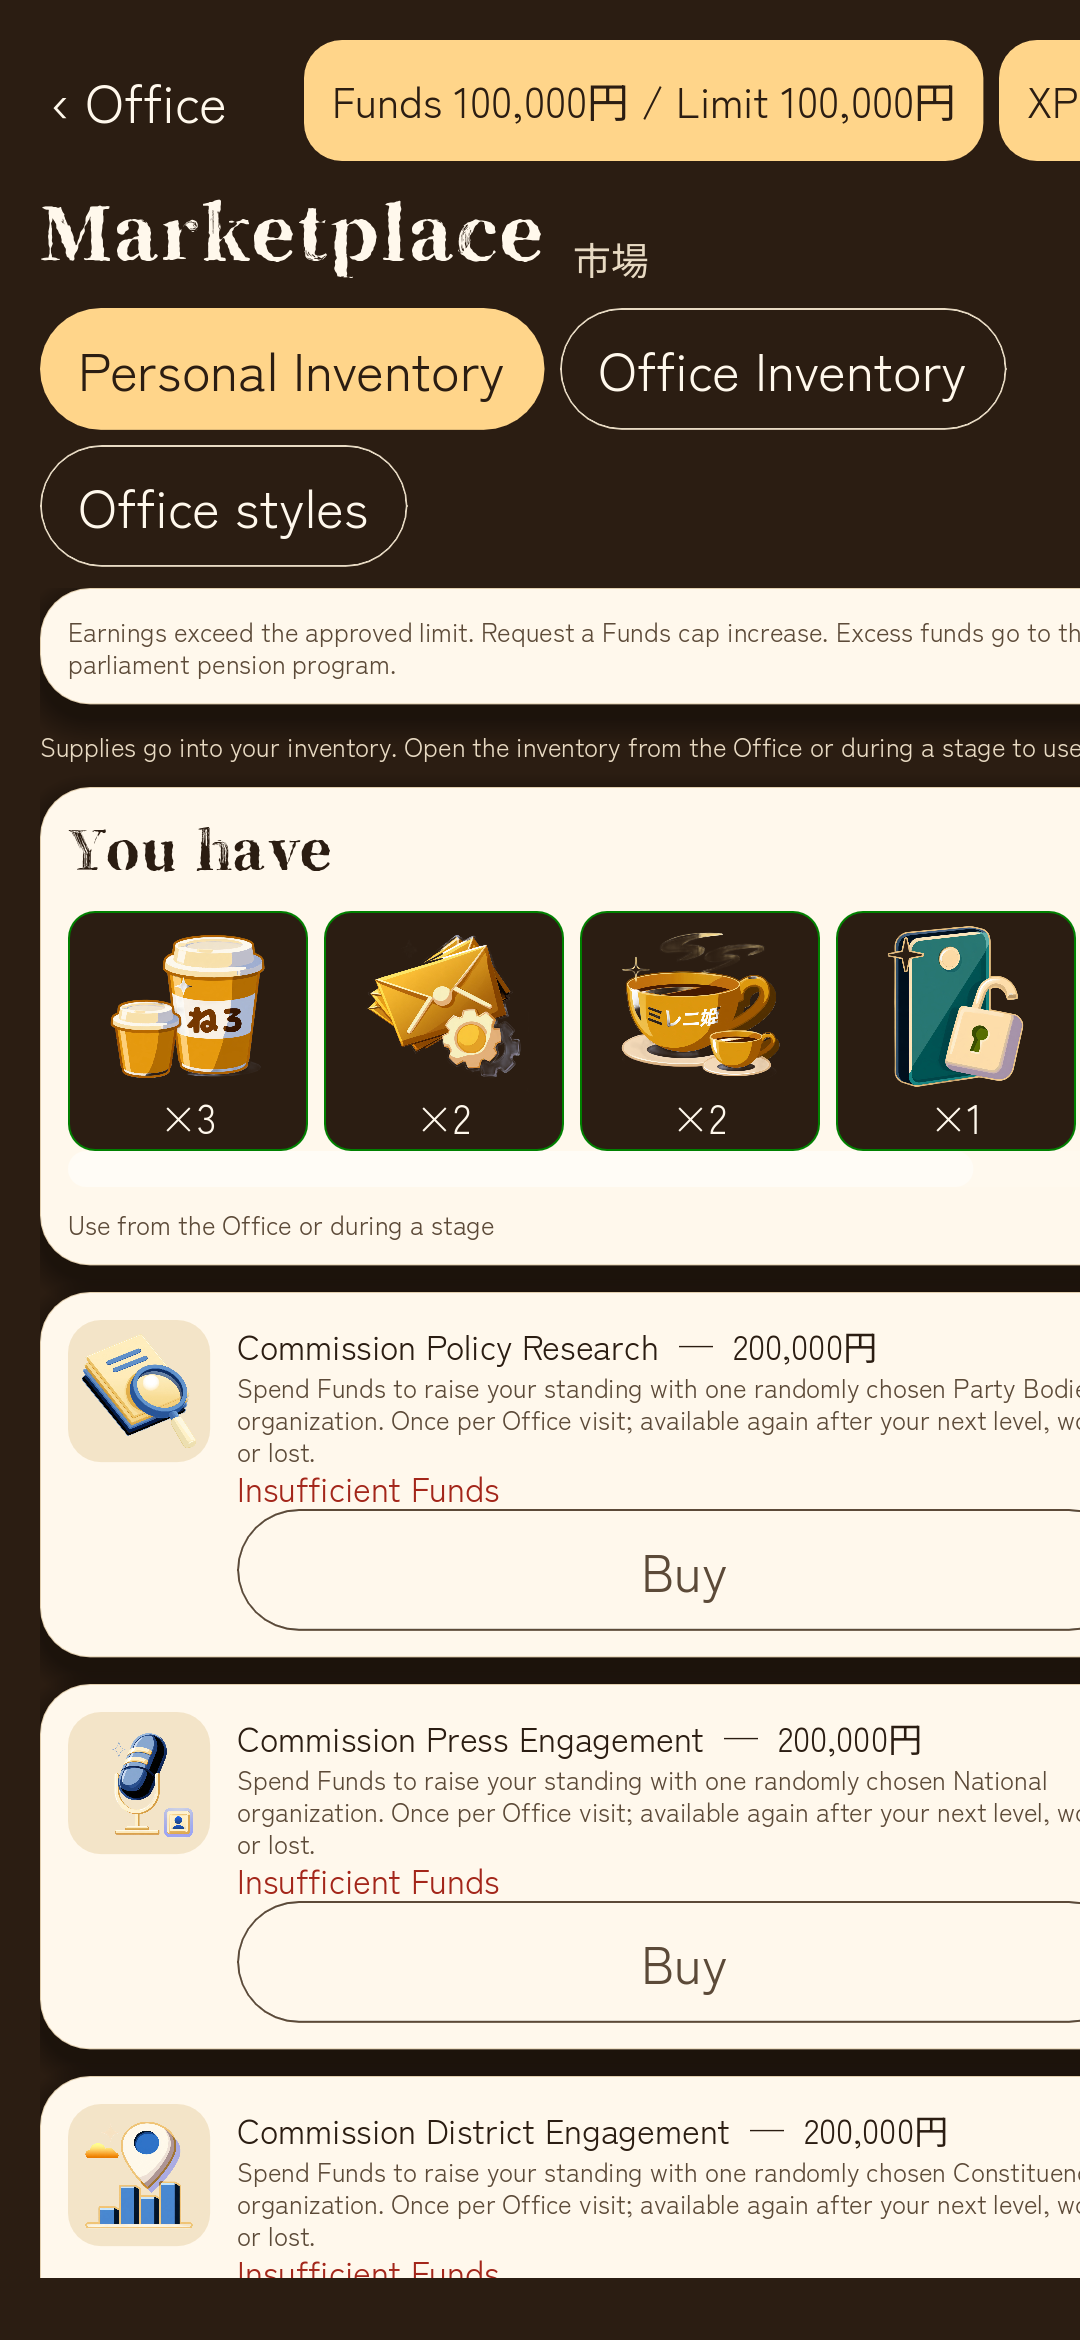 ‹ Office
Funds 100,000円 / Limit 100,000円
XP
Marketplace 市場
Personal Inventory
Office Inventory
Office styles
Earnings exceed the approved limit. Request a Funds cap increase. Excess funds go to th
parliament pension program.
Supplies go into your inventory. Open the inventory from the Office or during a stage to use
You have
ねろ
ミレニ姫
×3
×2
×2
×1
Use from the Office or during a stage
Commission Policy Research — 200,000円
Spend Funds to raise your standing with one randomly chosen Party Bodie
organization. Once per Office visit; available again after your next level, wo
or lost.
Insufficient Funds
Buy
Commission Press Engagement — 200,000円
Spend Funds to raise your standing with one randomly chosen National
organization. Once per Office visit; available again after your next level, wo
or lost.
Insufficient Funds
Buy
Commission District Engagement — 200,000円
Spend Funds to raise your standing with one randomly chosen Constituenc
organization. Once per Office visit; available again after your next level, wo
or lost.
Insufficient Funds